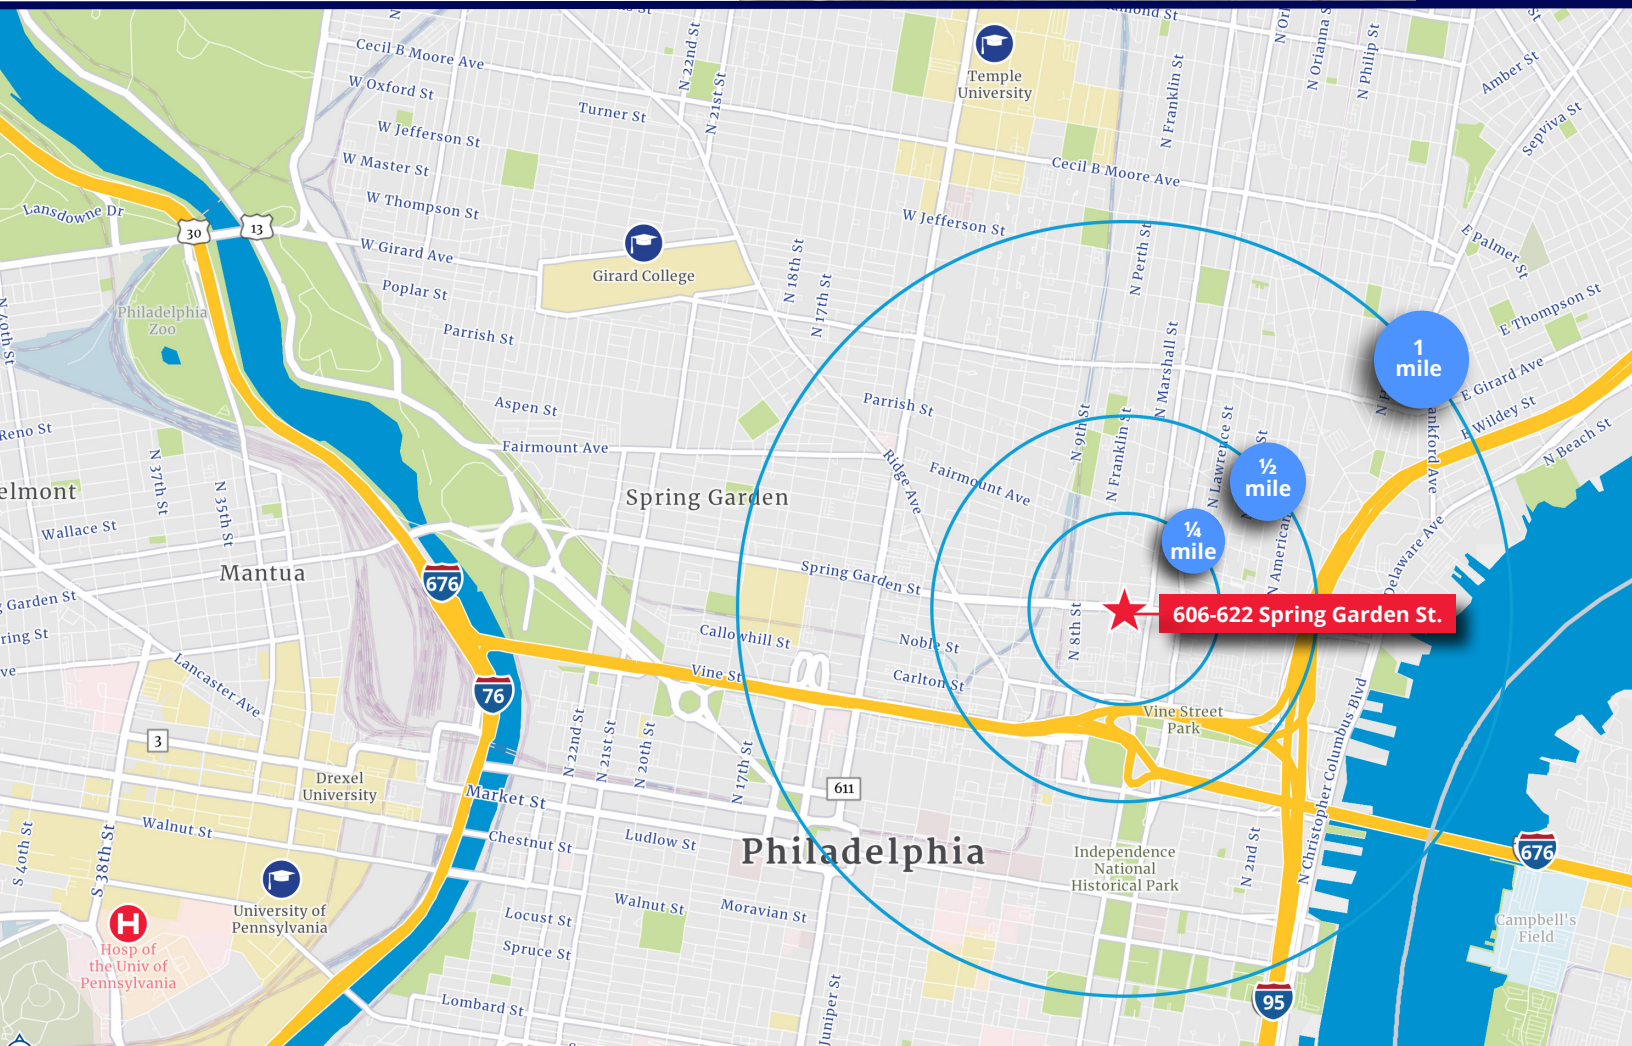 N 22nd St
Cecil B Moore Ave
N Orianna St
N Philip St
Amber St
W Oxford St
Temple
University
N 21st St
N Franklin St
Turner St
Sepviva St
W Jefferson St
W Master St
Cecil B Moore Ave
W Thompson St
Lansdowne Dr
30
13
W Jefferson St
E Palmer St
W Girard Ave
Girard College
N 18th St
N Perth St
N 17th St
Poplar St
Philadelphia
Zoo
E Thompson St
N 40th St
Parrish St
1
mile
N Marshall St
E Girard Ave
Aspen St
Parrish St
E Wildey St
Reno St
N 9th St
N Franklin St
N Lawrence St
N Beach St
Fairmount Ave
N 37th St
Ridge Ave
Fairmount Ave
½
mile
Spring Garden
N 35th St
Wallace St
¼
mile
N American
Delaware Ave
Mantua
Spring Garden St
676
Garden St
606-622 Spring Garden St.
N 8th St
Callowhill St
Noble St
Lancaster Ave
Vine St
Carlton St
76
Vine Street
Park
N Christopher Columbus Blvd
3
N 22nd St
N 21st St
N 20th St
N 17th St
Drexel
University
611
Market St
Walnut St
Chestnut St
Ludlow St
Philadelphia
Independence
National
Historical Park
N 2nd St
676
S 40th St
S 38th St
University of
Pennsylvania
Walnut St
Moravian St
Locust St
Campbell's
Field
H
Hosp of
the Univ of
Pennsylvania
Spruce St
Lombard St
Juniper St
95